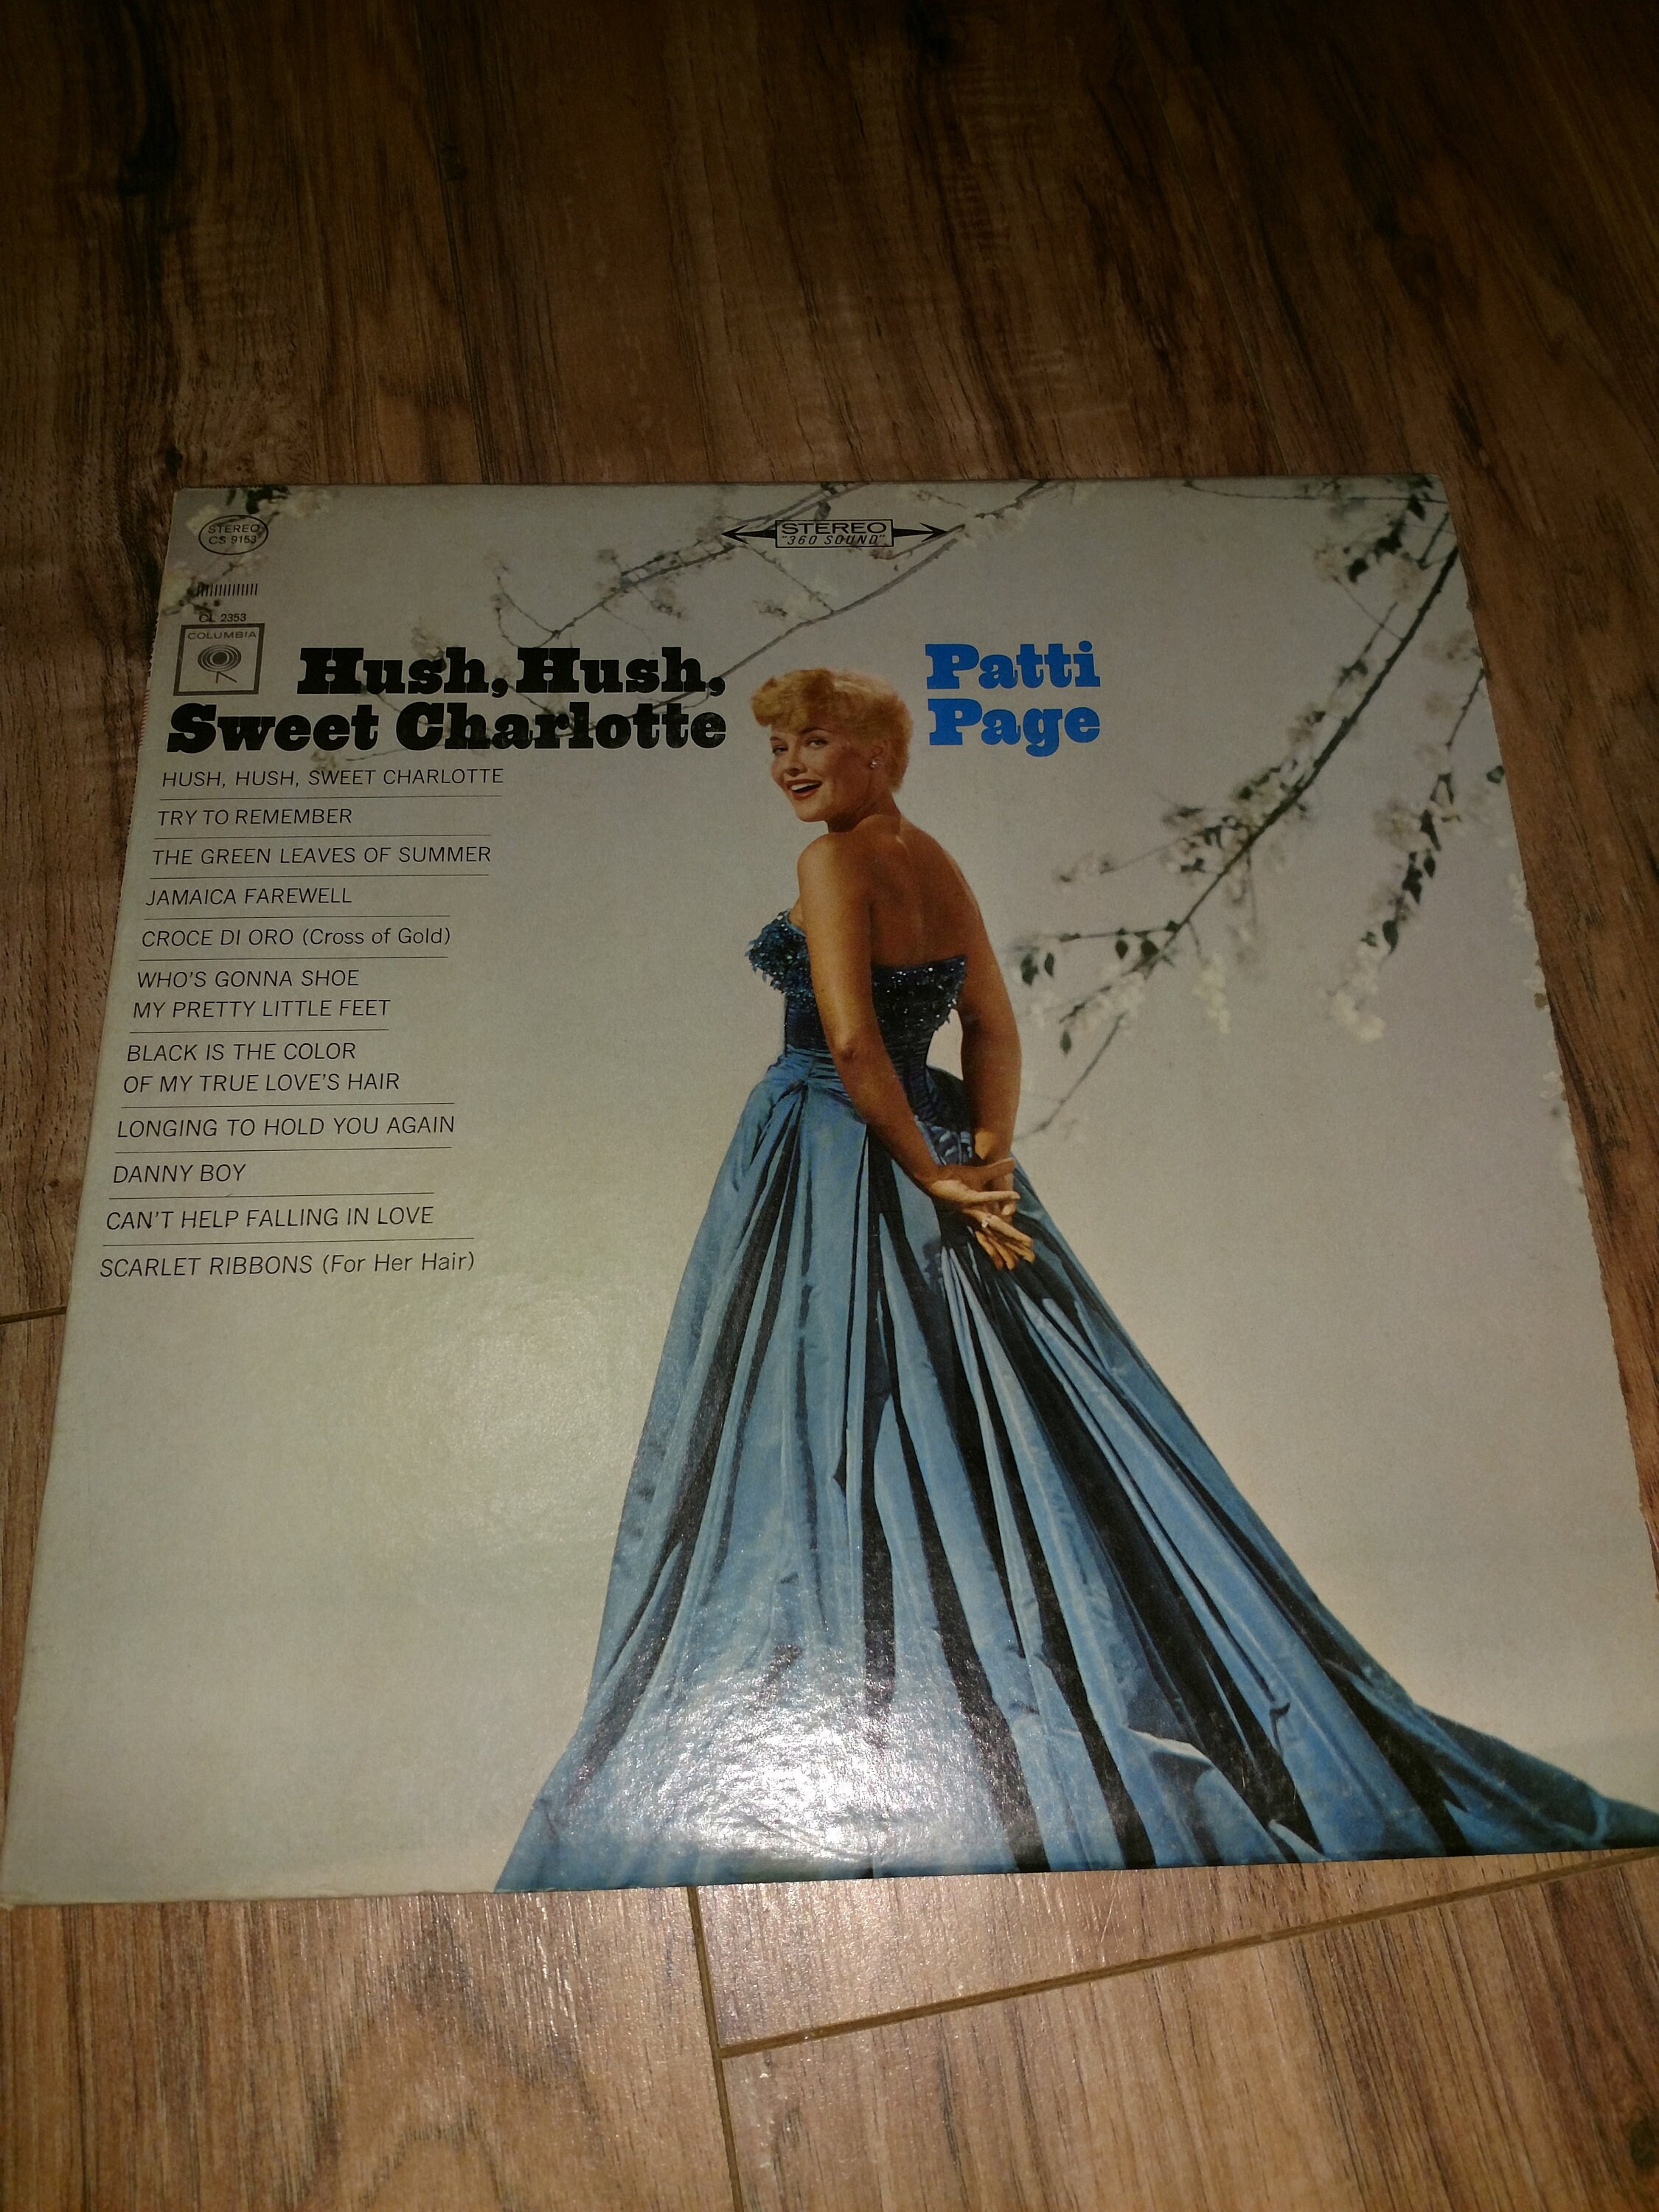 STEREO
CS 9153
STEREO
"360 SOUND"
CL 2353
COLUMBIA
Hush, Hush,
Sweet Charlotte
Patti
Page
HUSH, HUSH, SWEET CHARLOTTE
TRY TO REMEMBER
THE GREEN LEAVES OF SUMMER
JAMAICA FAREWELL
CROCE DI ORO (Cross of Gold)
WHO'S GONNA SHOE
MY PRETTY LITTLE FEET
BLACK IS THE COLOR
OF MY TRUE LOVE'S HAIR
LONGING TO HOLD YOU AGAIN
DANNY BOY
CAN'T HELP FALLING IN LOVE
SCARLET RIBBONS (For Her Hair)